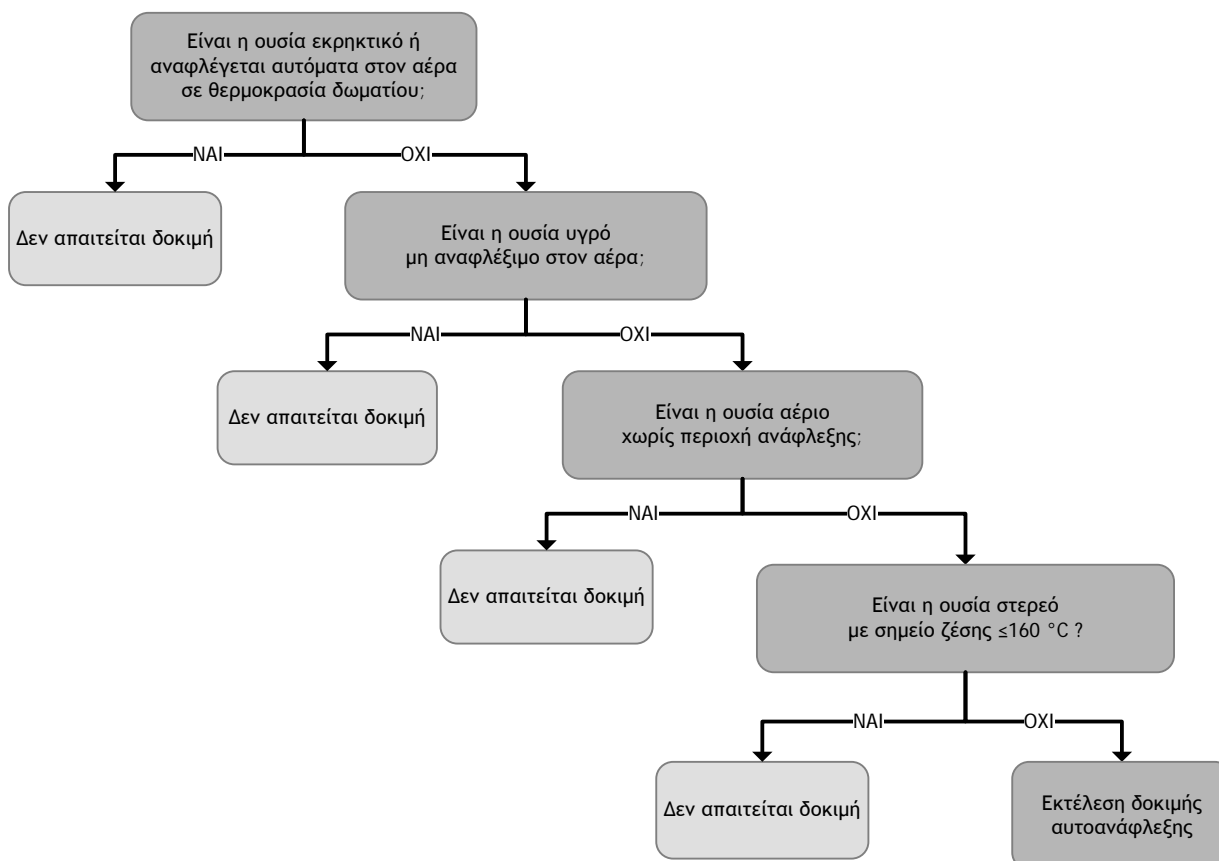 Είναι η ουσία εκρηκτικό ή
αναφλέγεται αυτόματα στον αέρα
σε θερμοκρασία δωματίου;
ΝΑΙ
ΟΧΙ
Δεν απαιτείται δοκιμή
Είναι η ουσία υγρό
μη αναφλέξιμο στον αέρα;
ΝΑΙ
ΟΧΙ
Δεν απαιτείται δοκιμή
Είναι η ουσία αέριο
χωρίς περιοχή ανάφλεξης;
ΝΑΙ
ΟΧΙ
Δεν απαιτείται δοκιμή
Είναι η ουσία στερεό
με σημείο ζέσης ≤160 °C ?
ΝΑΙ
ΟΧΙ
Δεν απαιτείται δοκιμή
Εκτέλεση δοκιμής
αυτοανάφλεξης